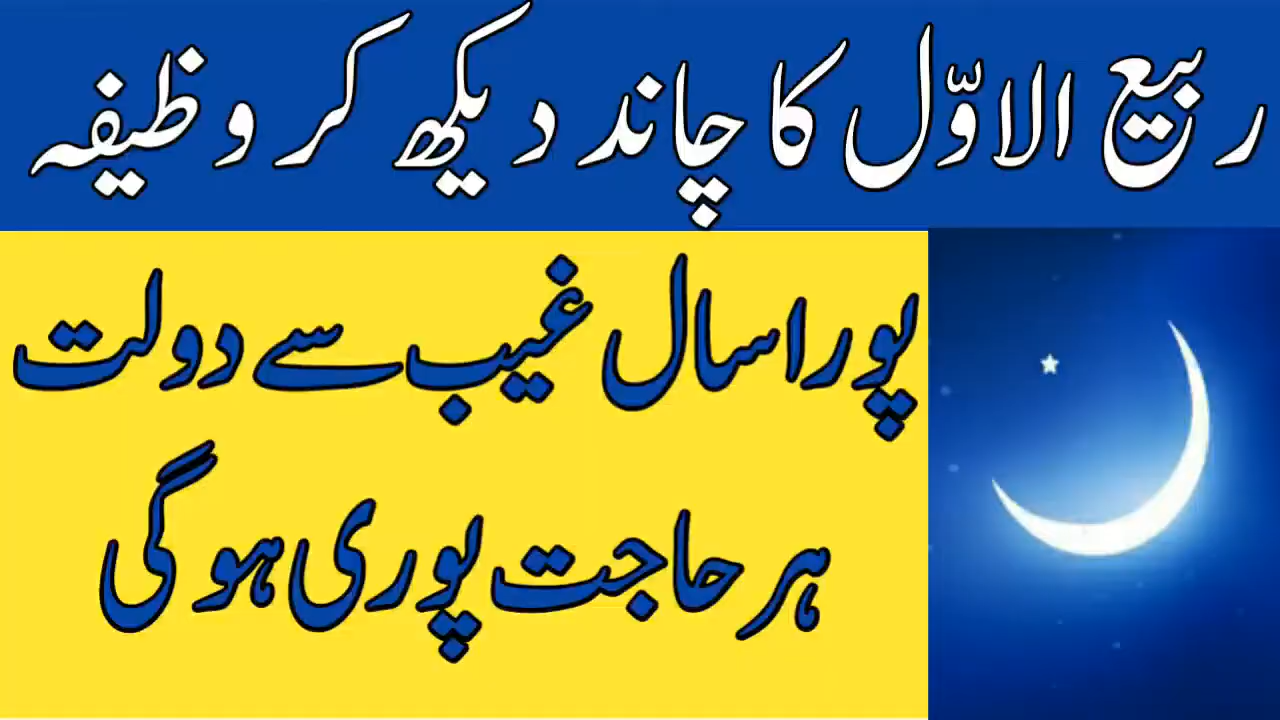 ربیع الاوّل کا چاند دیکھ کر وظیفہ
پورا سال غیب سے دولت
ہر حاجت پوری ہو گی